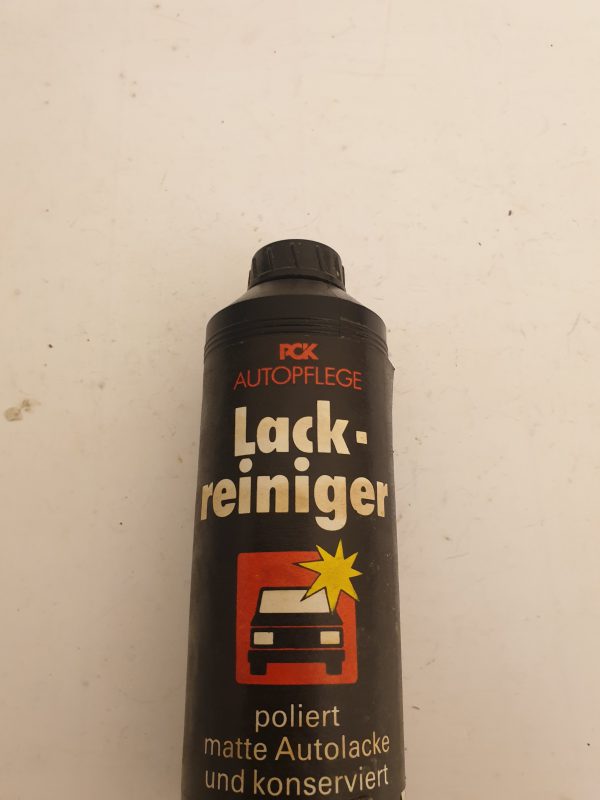 PCK
AUTOPFLEGE
Lack-
reiniger
poliert
matte Autolacke
und konserviert